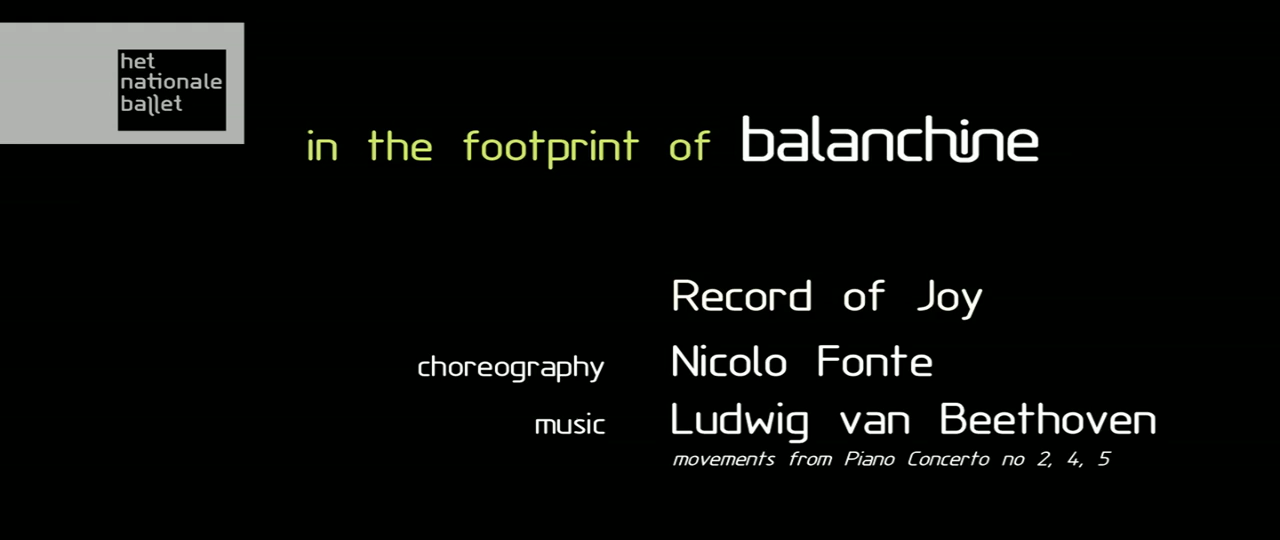 het
nationale
ballet
in the footprint of balanchine
Record of Joy
choreography Nicolo Fonte
music Ludwig van Beethoven
movements from Piano Concerto no 2, 4, 5